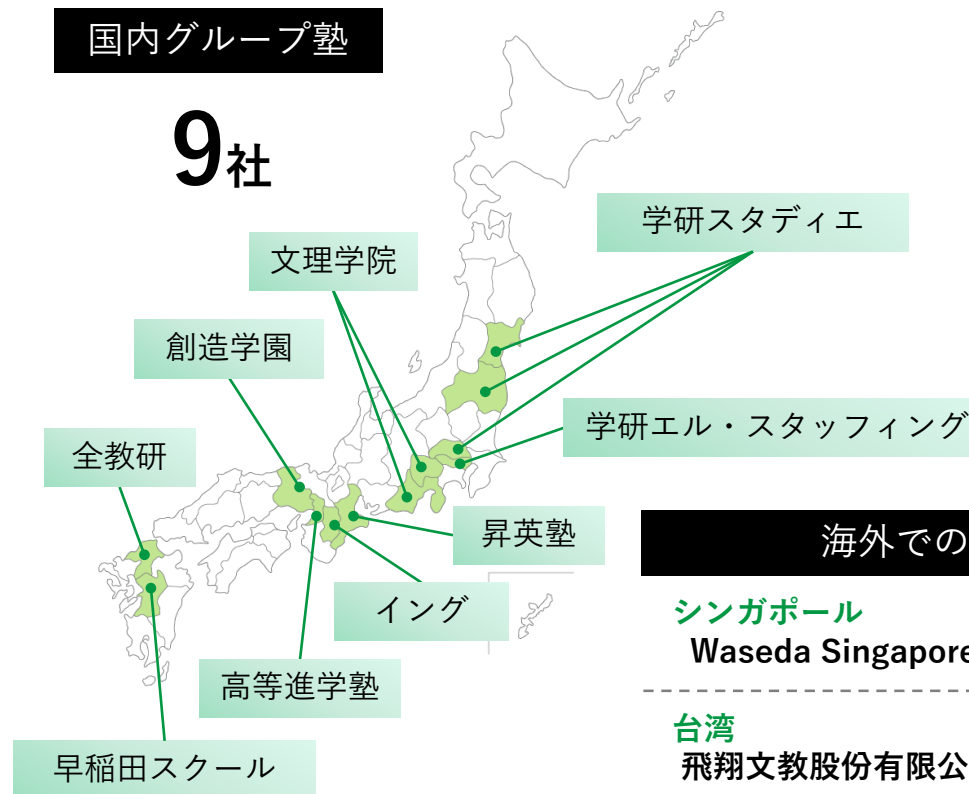 国内グループ塾
9社
学研スタディエ
文理学院
創造学園
学研エル・スタッフィング
全教研
昇英塾
イング
高等進学塾
早稲田スクール
海外での
シンガポール
Waseda Singapore
台湾
飛翔文教股份有限公